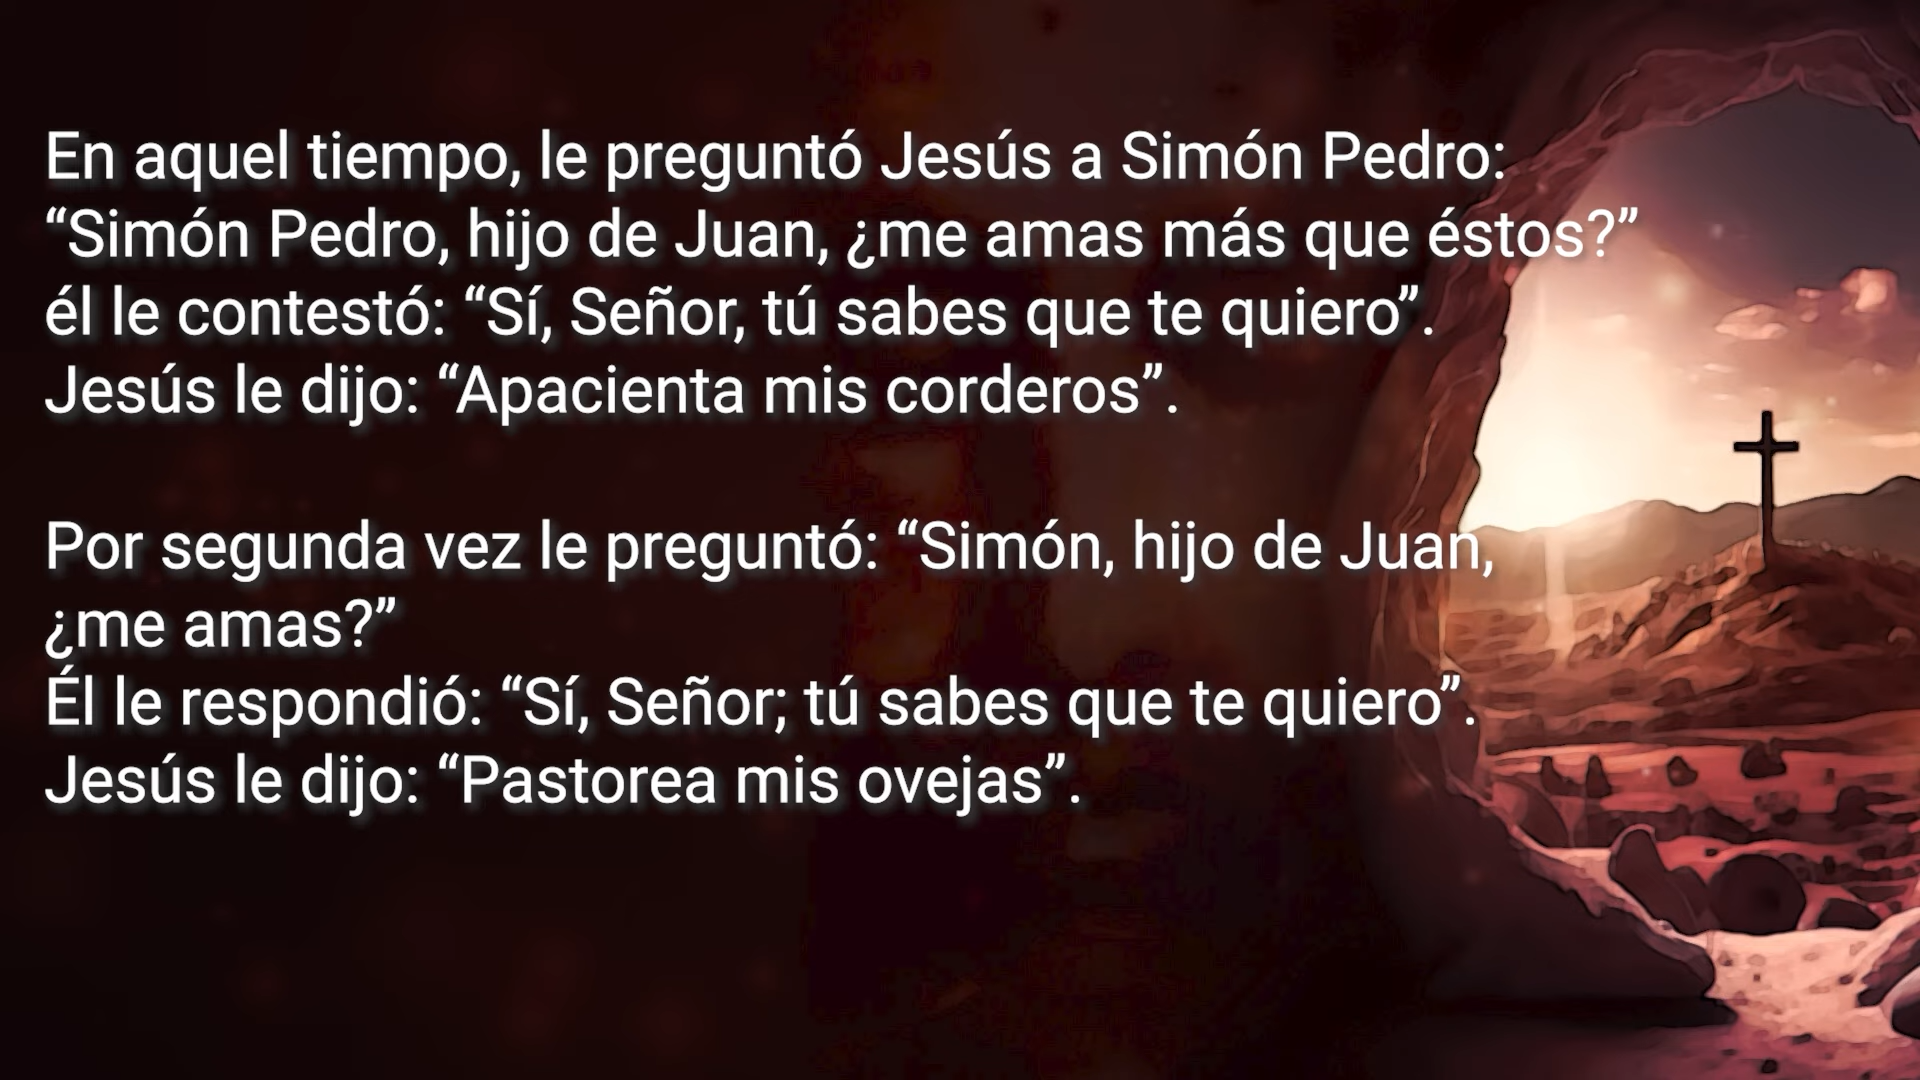 En aquel tiempo, le preguntó Jesús a Simón Pedro:
“Simón Pedro, hijo de Juan, ¿me amas más que éstos?”
él le contestó: “Sí, Señor, tú sabes que te quiero”.
Jesús le dijo: “Apacienta mis corderos”.
Por segunda vez le preguntó: “Simón, hijo de Juan,
¿me amas?”
Él le respondió: “Sí, Señor; tú sabes que te quiero”.
Jesús le dijo: “Pastorea mis ovejas”.